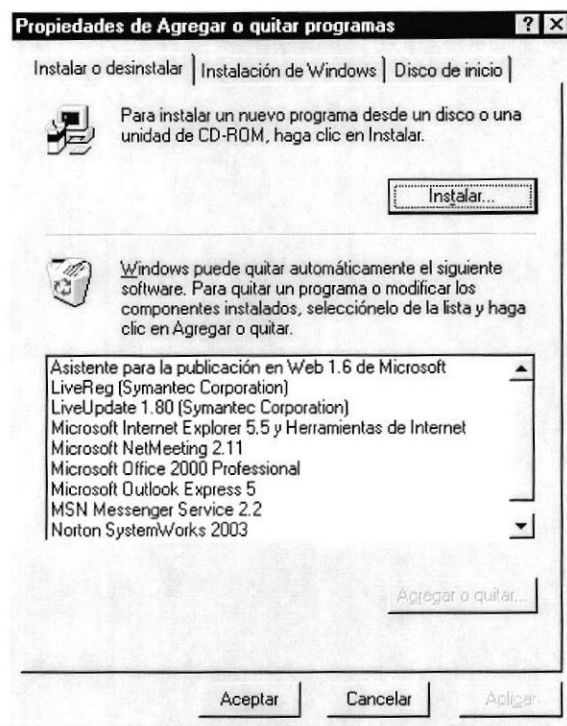 Propiedades de Agregar o quitar programas
Instalar o desinstalar Instalación de Windows Disco de inicio
Para instalar un nuevo programa desde un disco o una
unidad de CD-ROM, haga clic en Instalar.
Instalar...
Windows puede quitar automáticamente el siguiente
software. Para quitar un programa o modificar los
componentes instalados, selecciónelo de la lista y haga
clic en Agregar o quitar.
Asistente para la publicación en Web 1.6 de Microsoft
LiveReg (Symantec Corporation)
LiveUpdate 1.80 (Symantec Corporation)
Microsoft Internet Explorer 5.5 y Herramientas de Internet
Microsoft NetMeeting 2.11
Microsoft Office 2000 Professional
Microsoft Outlook Express 5
MSN Messenger Service 2.2
Norton SystemWorks 2003
Agregar o quitar...
Aceptar Cancelar Aplicar